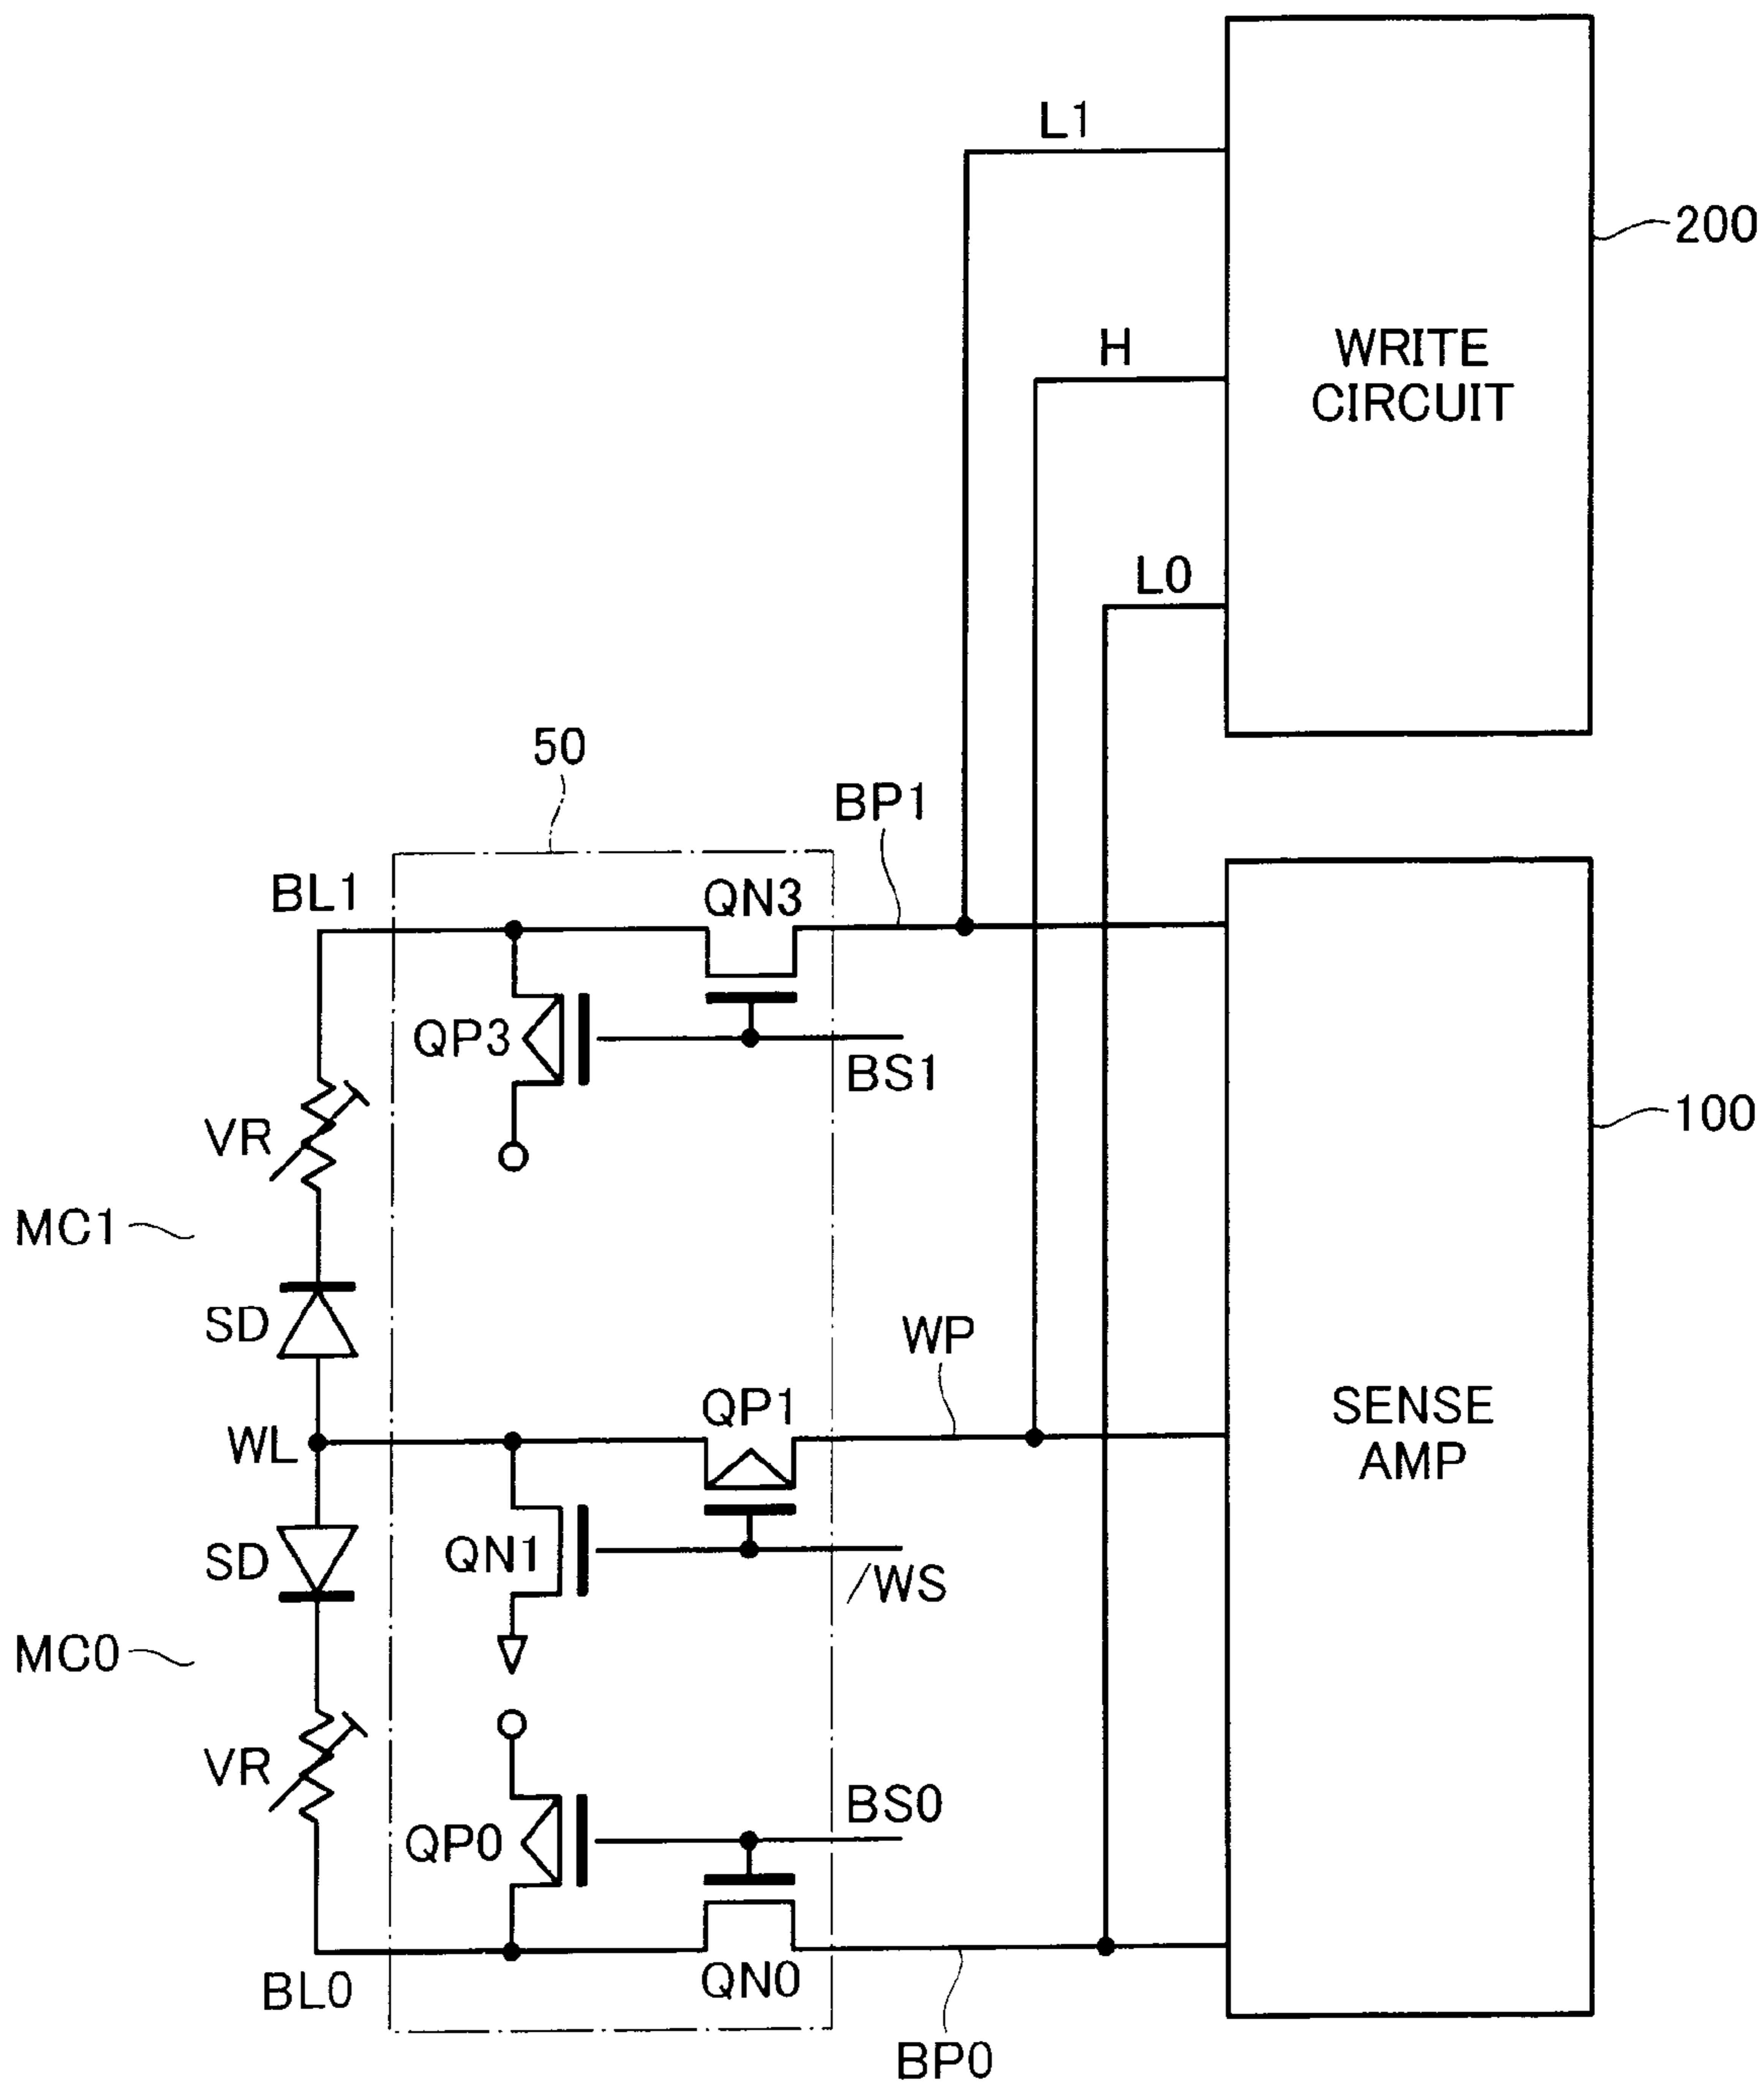 L1
200
H
WRITE
CIRCUIT
L0
50
BP1
BL1
QN3
QP3
BS1
VR
100
MC1
SD
WP
QP1
SENSE
AMP
WL
SD
QN1
/WS
MC0
VR
BS0
QP0
BL0
QN0
BP0